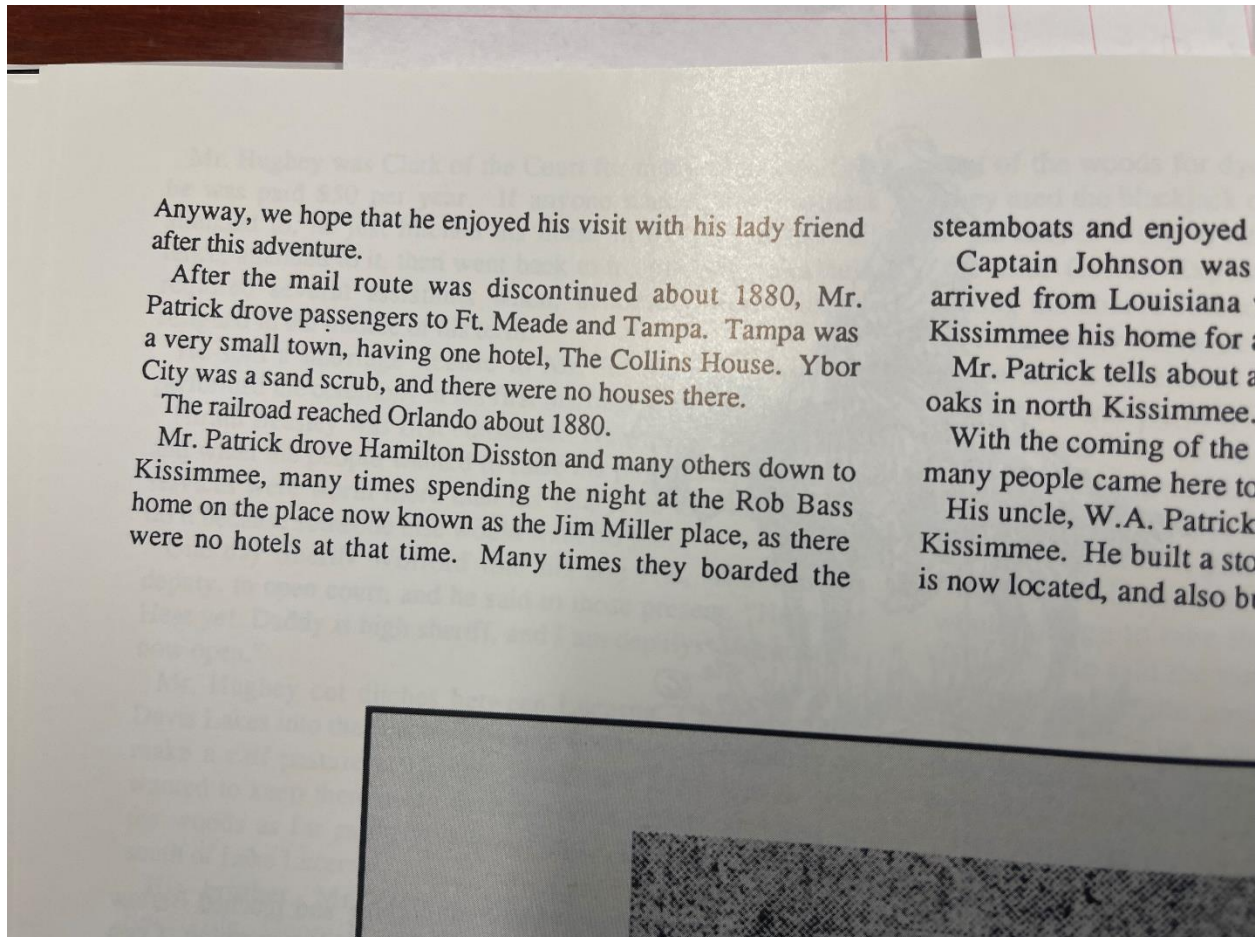 Anyway, we hope that he enjoyed his visit with his lady friend
after this adventure.
After the mail route was discontinued about 1880, Mr.
Patrick drove passengers to Ft. Meade and Tampa. Tampa was
a very small town, having one hotel, The Collins House. Ybor
City was a sand scrub, and there were no houses there.
The railroad reached Orlando about 1880.
Mr. Patrick drove Hamilton Disston and many others down to
Kissimmee, many times spending the night at the Rob Bass
home on the place now known as the Jim Miller place, as there
were no hotels at that time. Many times they boarded the
steamboats and enjoyed
Captain Johnson was
arrived from Louisiana
Kissimmee his home for
Mr. Patrick tells about
oaks in north Kissimmee.
With the coming of the
many people came here to
His uncle, W.A. Patrick
Kissimmee. He built a
is now located, and also